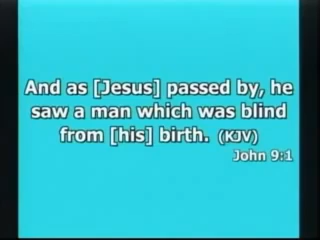 And as [Jesus] passed by, he
saw a man which was blind
from [his] birth. (KJV)
John 9:1